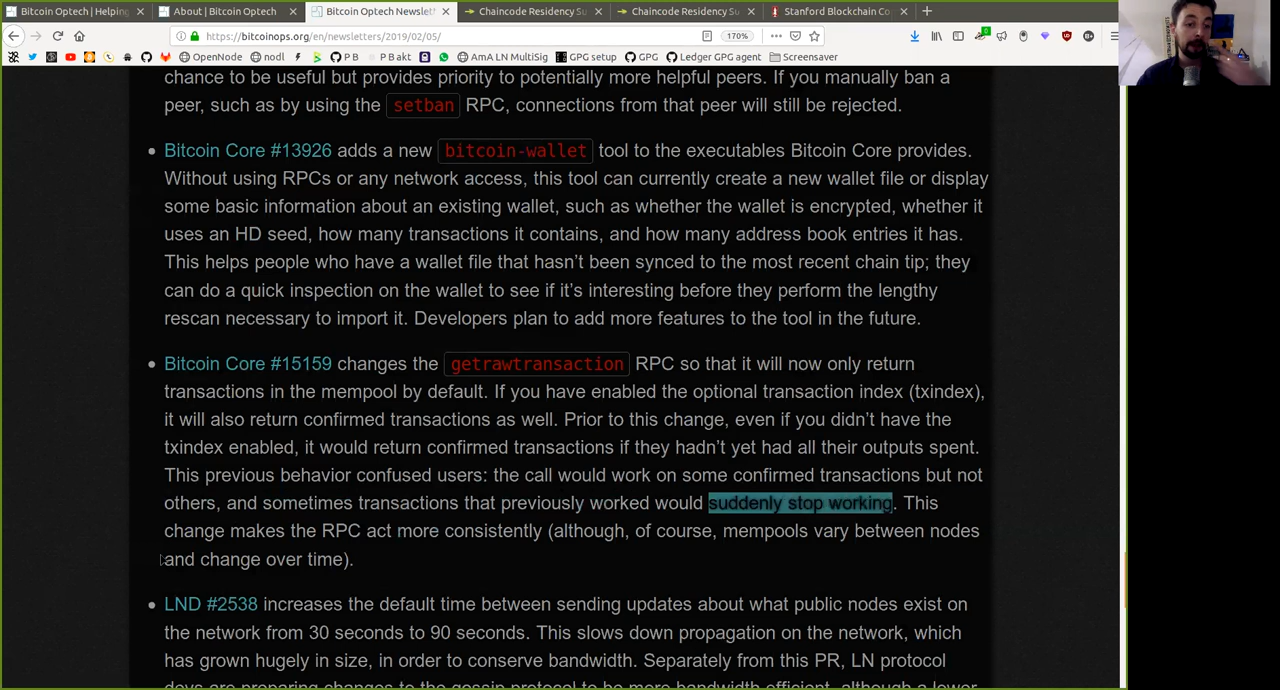 Bitcoin Optech | Helping
About | Bitcoin Optech
Bitcoin Optech Newslett
Chaincode Residency Su
Chaincode Residency Su
Stanford Blockchain Co
https://bitcoinops.org/en/newsletters/2019/02/05/
170%
OpenNode
nodl
P B
P B akt
AmA LN MultiSig
GPG setup
GPG
Ledger GPG agent
Screensaver
chance to be useful but provides priority to potentially more helpful peers. If you manually ban a
peer, such as by using the setban RPC, connections from that peer will still be rejected.
Bitcoin Core #13926 adds a new bitcoin-wallet tool to the executables Bitcoin Core provides.
Without using RPCs or any network access, this tool can currently create a new wallet file or display
some basic information about an existing wallet, such as whether the wallet is encrypted, whether it
uses an HD seed, how many transactions it contains, and how many address book entries it has.
This helps people who have a wallet file that hasn’t been synced to the most recent chain tip; they
can do a quick inspection on the wallet to see if it’s interesting before they perform the lengthy
rescan necessary to import it. Developers plan to add more features to the tool in the future.
Bitcoin Core #15159 changes the getrawtransaction RPC so that it will now only return
transactions in the mempool by default. If you have enabled the optional transaction index (txindex),
it will also return confirmed transactions as well. Prior to this change, even if you didn’t have the
txindex enabled, it would return confirmed transactions if they hadn’t yet had all their outputs spent.
This previous behavior confused users: the call would work on some confirmed transactions but not
others, and sometimes transactions that previously worked would suddenly stop working. This
change makes the RPC act more consistently (although, of course, mempools vary between nodes
and change over time).
LND #2538 increases the default time between sending updates about what public nodes exist on
the network from 30 seconds to 90 seconds. This slows down propagation on the network, which
has grown hugely in size, in order to conserve bandwidth. Separately from this PR, LN protocol
devs are preparing changes to the gossip protocol to be more bandwidth efficient, although a lower